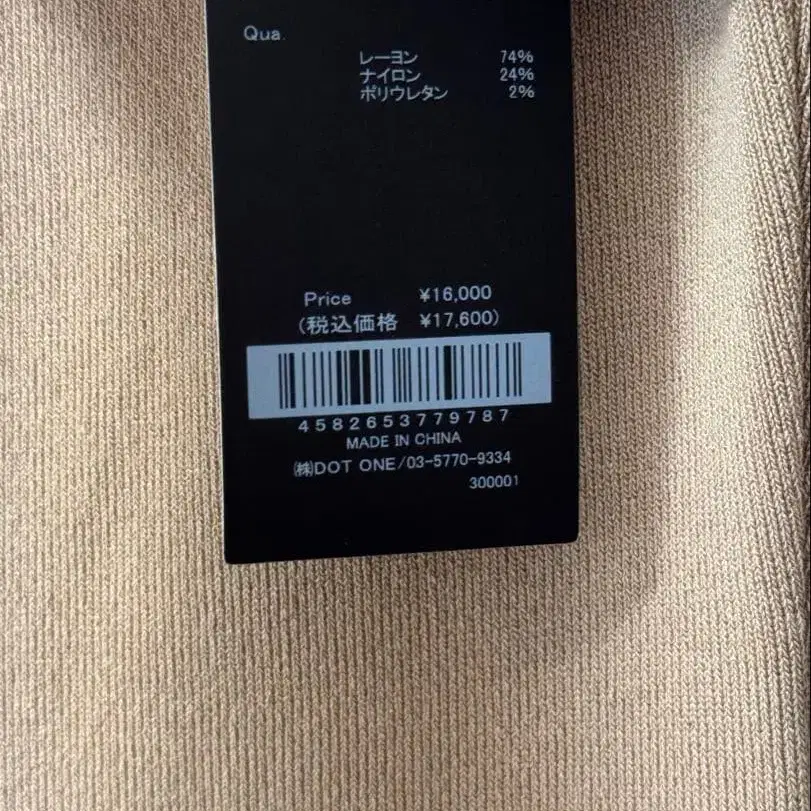 Qua.
レーヨン 74%
ナイロン 24%
ポリウレタン 2%
Price ¥16,000
(税込価格 ¥17,600)
4582653779787
MADE IN CHINA
㈱DOT ONE/03-5770-9334
300001